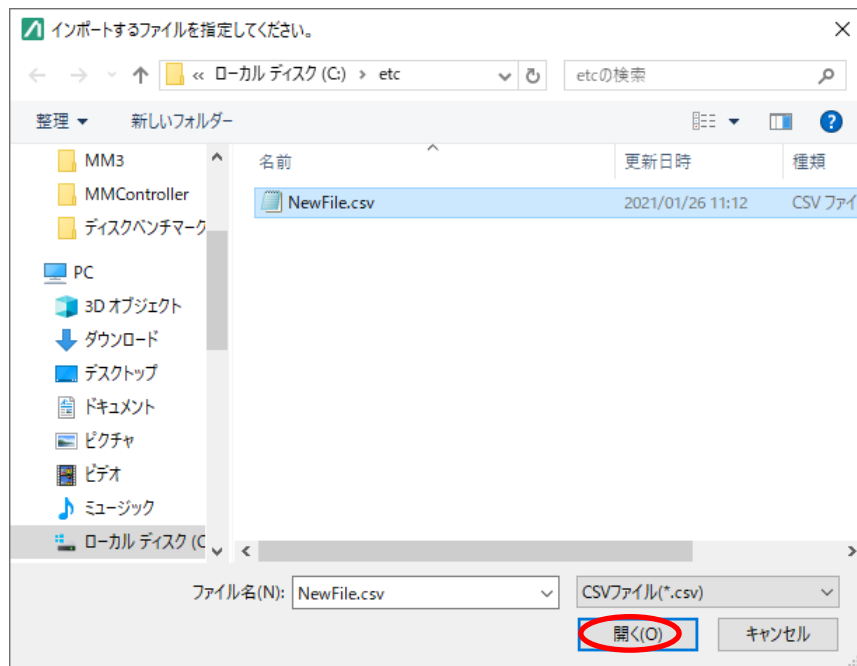 インポートするファイルを指定してください。
« ローカル ディスク (C:) › etc
etcの検索
整理
新しいフォルダー
?
MM3
MMController
ディスクベンチマーク
PC
3D オブジェクト
ダウンロード
デスクトップ
ドキュメント
ピクチャ
ビデオ
ミュージック
ローカル ディスク (C
名前
更新日時
種類
NewFile.csv
2021/01/26 11:12
CSV ファイ
ファイル名(N):
NewFile.csv
CSVファイル(*.csv)
開く(O)
キャンセル